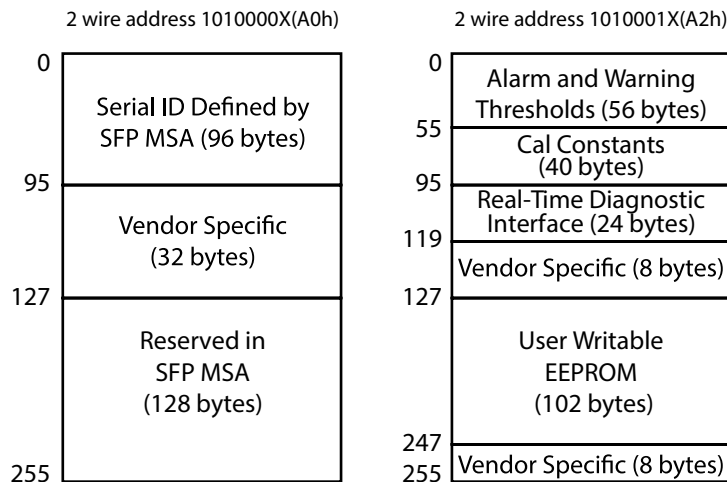 2 wire address 1010000X(A0h)
0
Serial ID Defined by
SFP MSA (96 bytes)
95
Vendor Specific
(32 bytes)
127
Reserved in
SFP MSA
(128 bytes)
255
2 wire address 1010001X(A2h)
0
Alarm and Warning
Thresholds (56 bytes)
55
Cal Constants
(40 bytes)
95
Real-Time Diagnostic
Interface (24 bytes)
119
Vendor Specific (8 bytes)
127
User Writable
EEPROM
(102 bytes)
247
Vendor Specific (8 bytes)
255